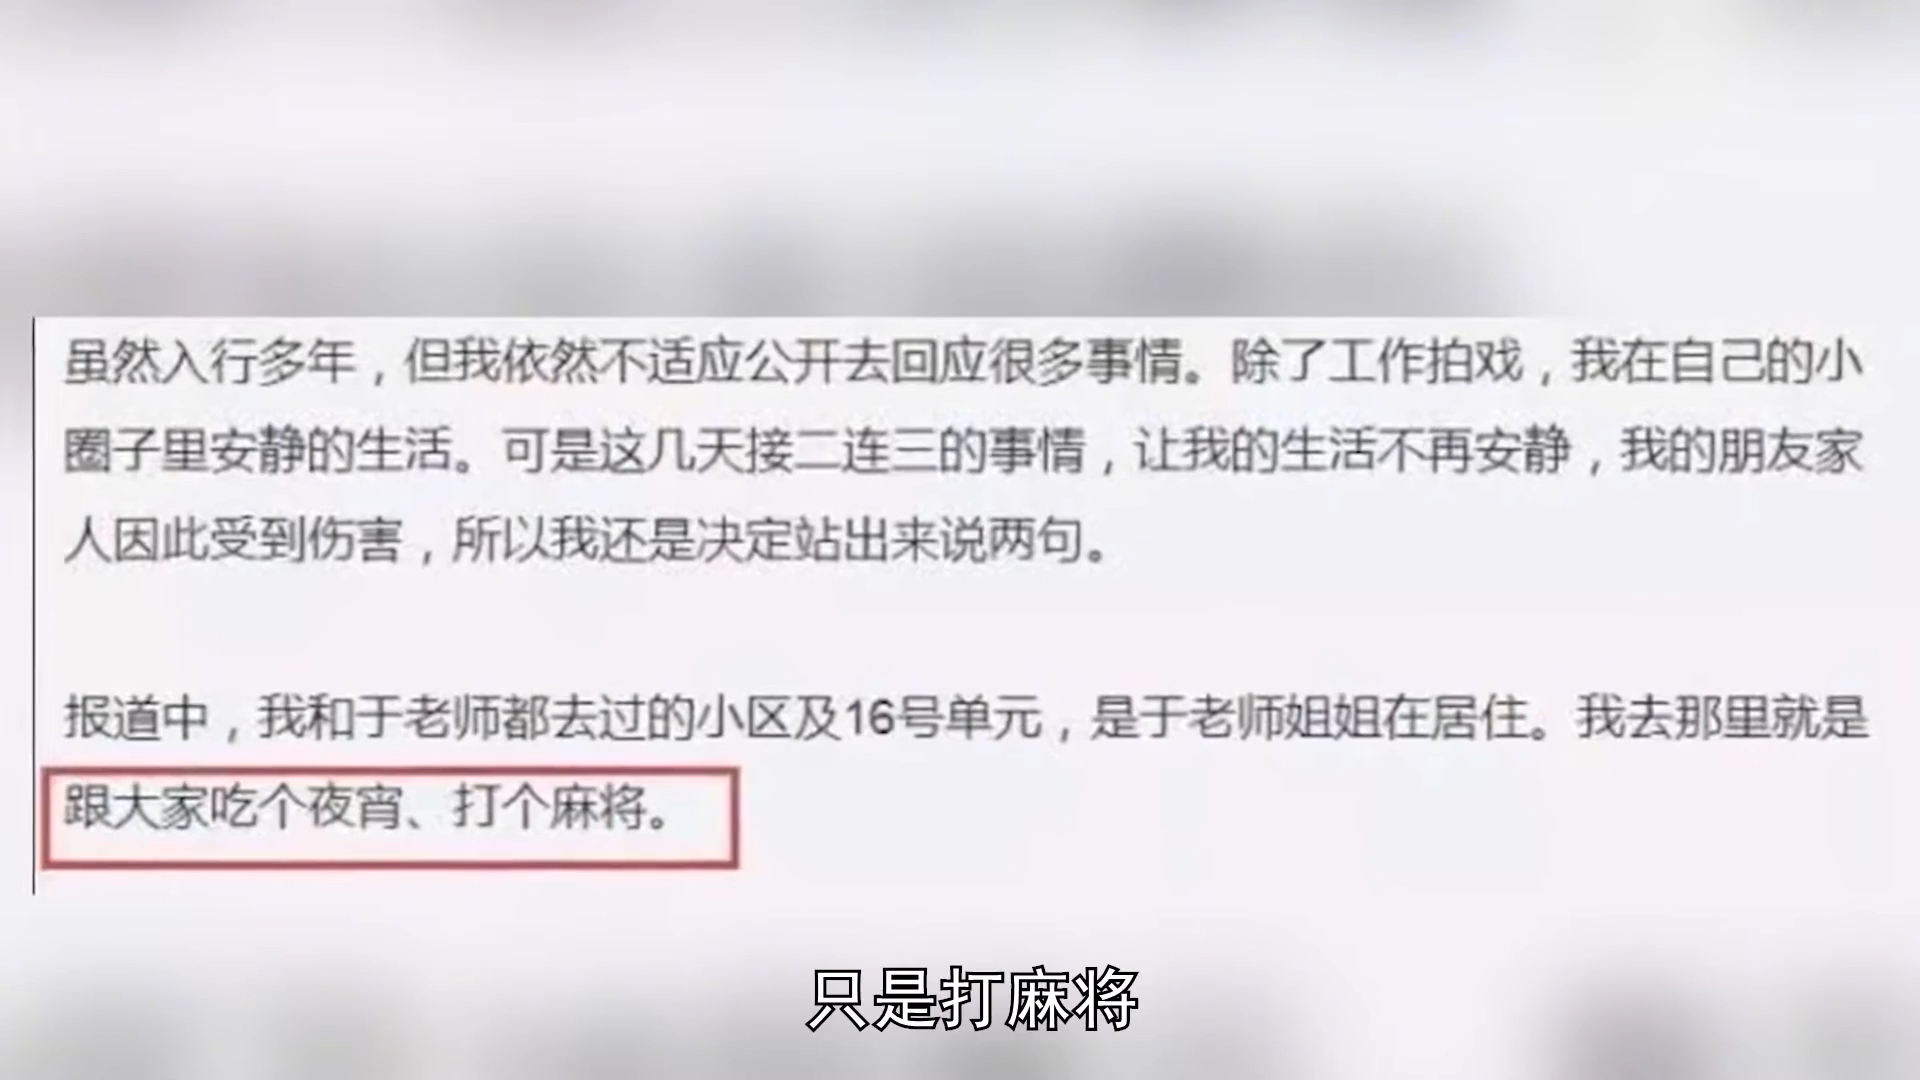 虽然入行多年，但我依然不适应公开去回应很多事情。除了工作拍戏，我在自己的小
圈子里安静的生活。可是这几天接二连三的事情，让我的生活不再安静，我的朋友家
人因此受到伤害，所以我还是决定站出来说两句。
报道中，我和于老师都去过的小区及16号单元，是于老师姐姐在居住。我去那里就是
跟大家吃个夜宵、打个麻将。
只是打麻将